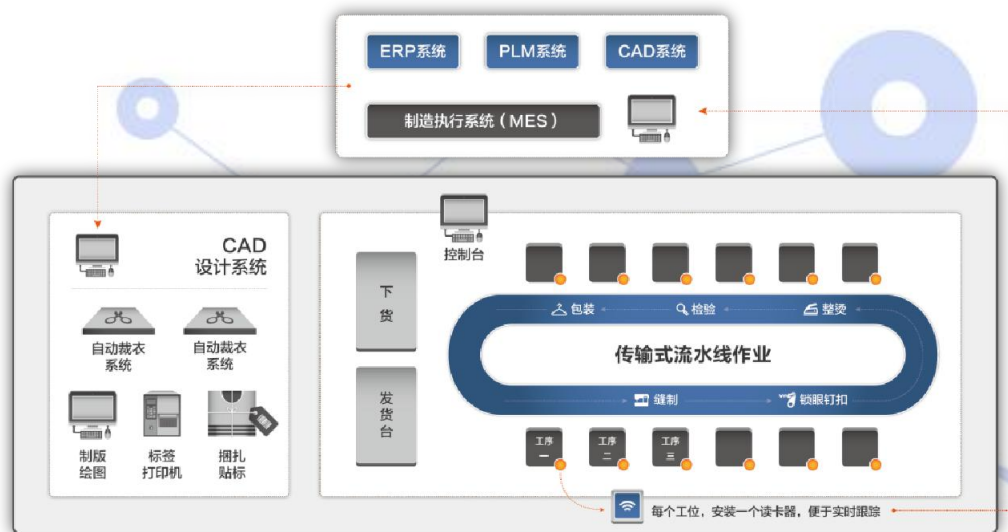 ERP系统
PLM系统
CAD系统
制造执行系统（MES）
CAD
设计系统
自动裁衣
系统
自动裁衣
系统
制版
绘图
标签
打印机
捆扎
贴标
控制台
下
货
发
货
台
包装
检验
整烫
传输式流水线作业
缝制
锁眼钉扣
工序
一
工序
二
工序
三
每个工位，安装一个读卡器，便于实时跟踪